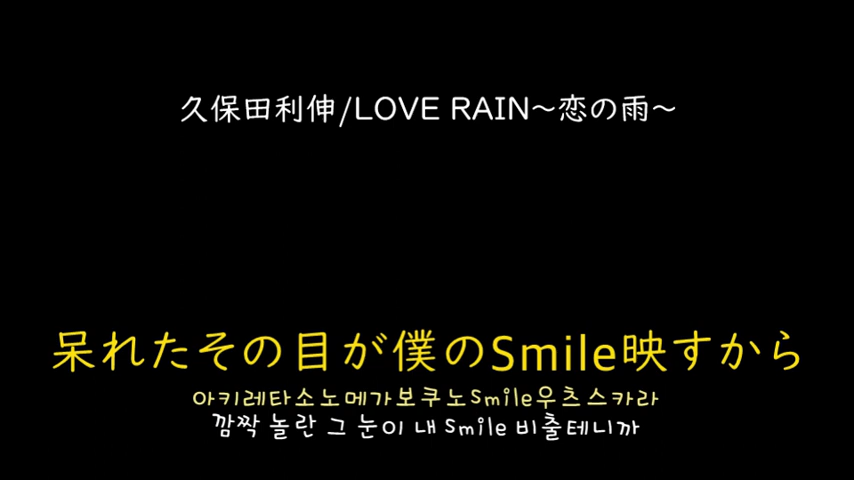 久保田利伸/LOVE RAIN～恋の雨～
呆れたその目が僕のSmile映すから
아키레타소노메가보쿠노Smile우츠스카라
깜짝 놀란 그 눈이 내 Smile 비출테니까